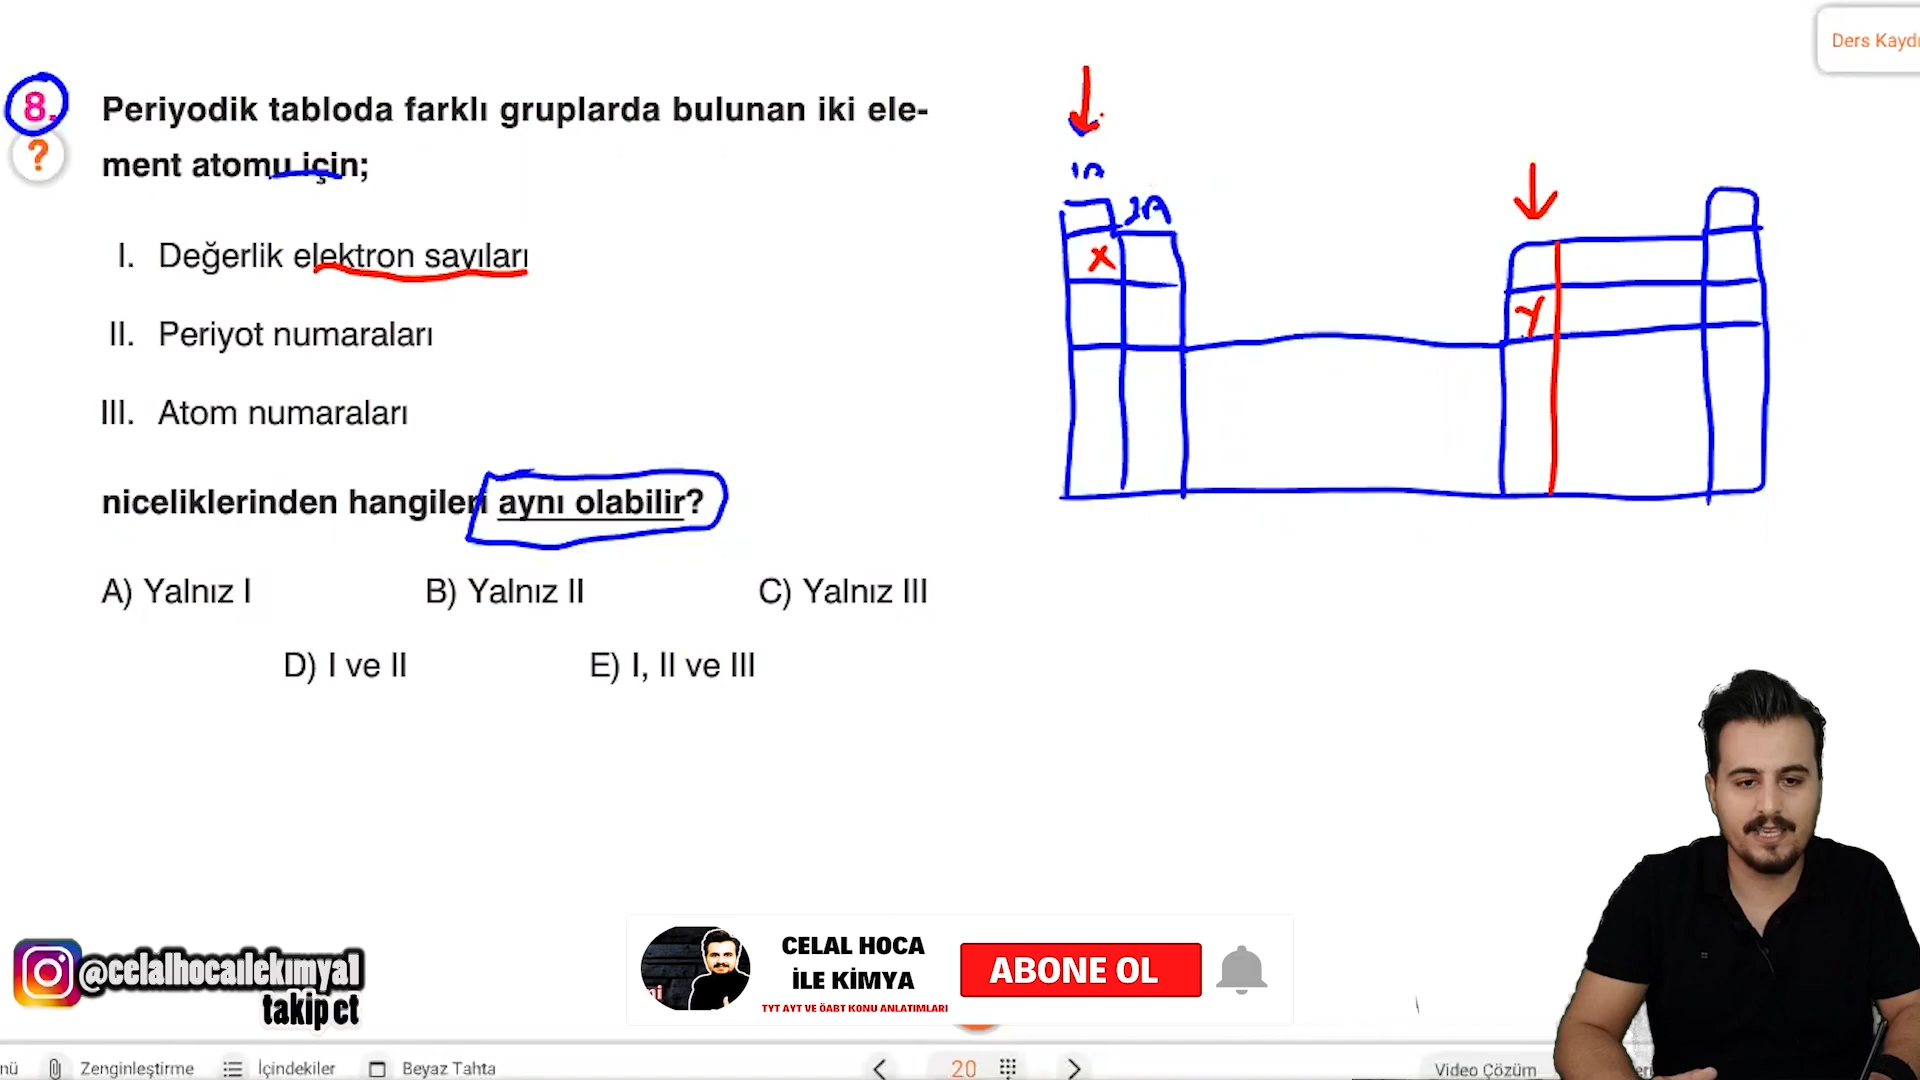 Ders Kaydı
8.
?
Periyodik tabloda farklı gruplarda bulunan iki ele-
ment atomu için;
I. Değerlik elektron sayıları
II. Periyot numaraları
III. Atom numaraları
niceliklerinden hangileri aynı olabilir?
A) Yalnız I B) Yalnız II C) Yalnız III
D) I ve II E) I, II ve III
1A
2A
X
Y
@celalhocailekimya1
takip et
CELAL HOCA
İLE KİMYA
TYT AYT VE ÖABT KONU ANLATIMLARI
ABONE OL
nü Zenginleştirme İçindekiler Beyaz Tahta 20 Video Çözüm